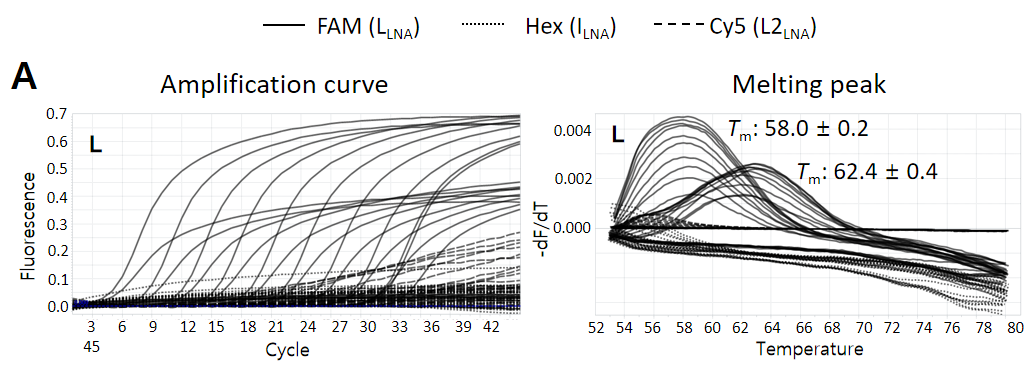 FAM (LLNA) Hex (ILNA) Cy5 (L2LNA)
A
Amplification curve
Melting peak
L
0.7
0.6
0.5
0.4
0.3
0.2
0.1
0.0
Fluorescence
3 6 9 12 15 18 21 24 27 30 33 36 39 42
45
Cycle
L
Tm: 58.0 ± 0.2
Tm: 62.4 ± 0.4
0.004
0.002
0.000
-dF/dT
52 54 56 58 60 62 64 66 68 70 72 74 76 78 80
Temperature